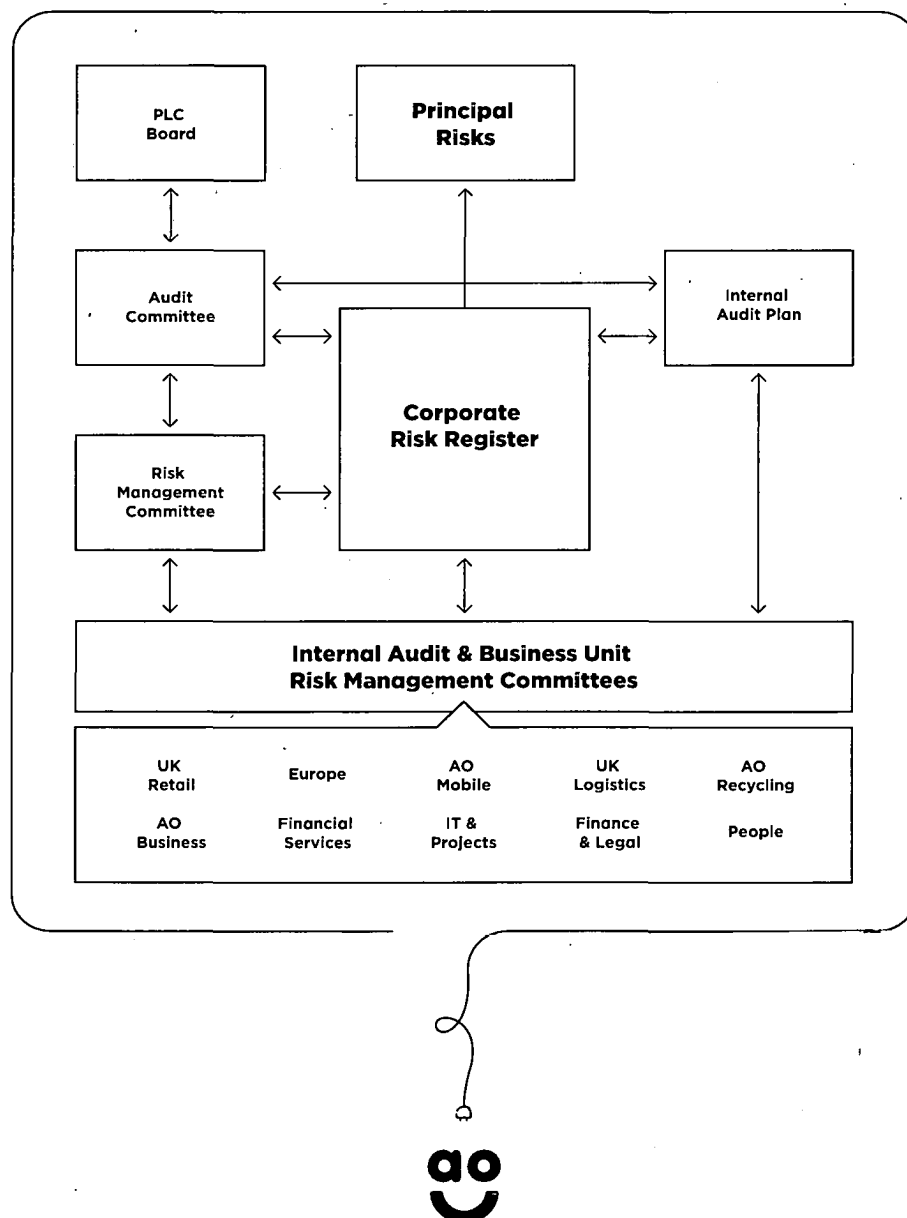 PLC
Board
Principal
Risks
Audit
Committee
Internal
Audit Plan
Corporate
Risk Register
Risk
Management
Committee
Internal Audit & Business Unit
Risk Management Committees
UK
Retail
Europe
AO
Mobile
UK
Logistics
AO
Recycling
AO
Business
Financial
Services
IT &
Projects
Finance
& Legal
People
ao